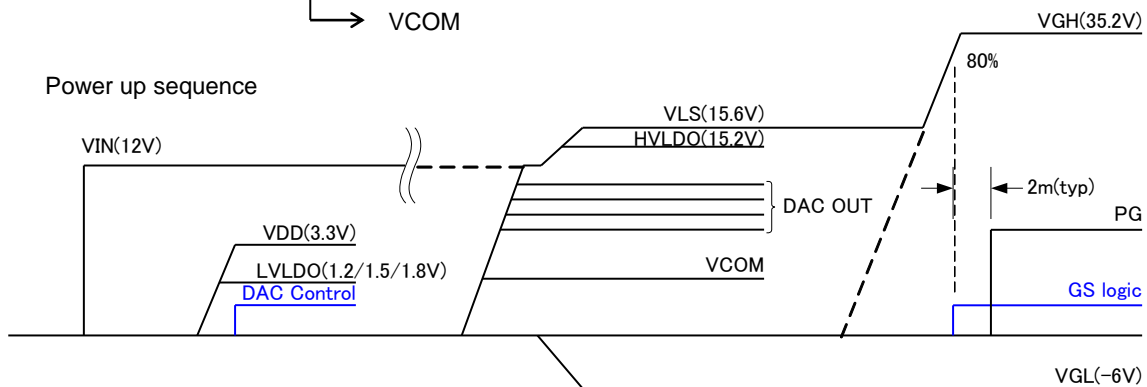 VCOM
VGH(35.2V)
80%
Power up sequence
VLS(15.6V)
HVLDO(15.2V)
VIN(12V)
2m(typ)
DAC OUT
PG
VDD(3.3V)
VCOM
LVLDO(1.2/1.5/1.8V)
DAC Control
GS logic
VGL(-6V)